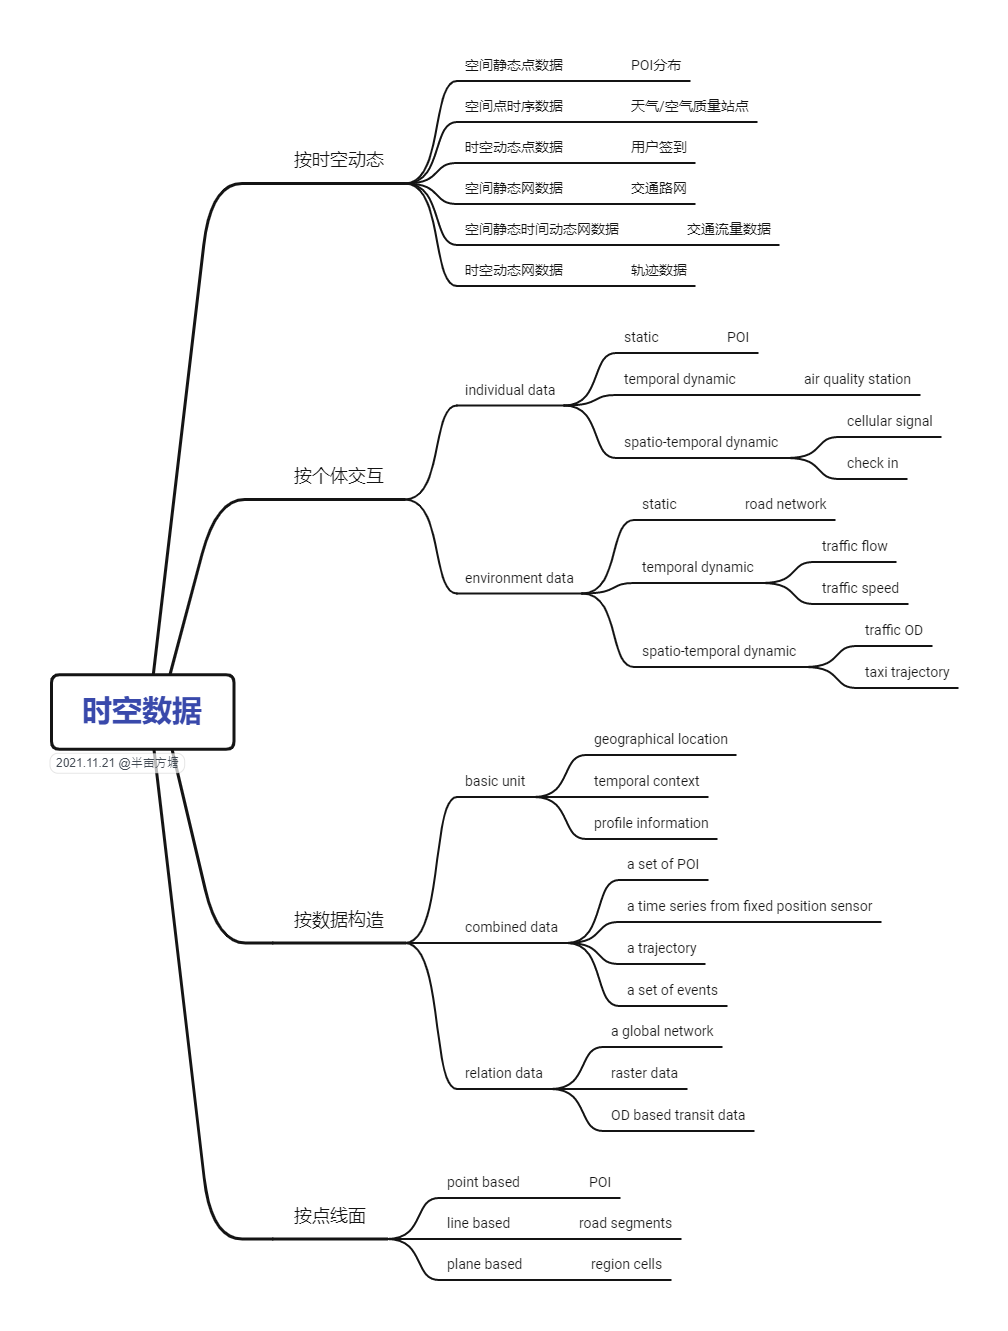 时空数据
2021.11.21 @半亩方塘
按时空动态
空间静态点数据 POI分布
空间点时序数据 天气/空气质量站点
时空动态点数据 用户签到
空间静态网数据 交通路网
空间静态时间动态网数据 交通流量数据
时空动态网数据 轨迹数据
按个体交互
individual data
static POI
temporal dynamic air quality station
spatio-temporal dynamic
cellular signal
check in
environment data
static road network
temporal dynamic
traffic flow
traffic speed
spatio-temporal dynamic
traffic OD
taxi trajectory
按数据构造
basic unit
geographical location
temporal context
profile information
combined data
a set of POI
a time series from fixed position sensor
a trajectory
a set of events
relation data
a global network
raster data
OD based transit data
按点线面
point based POI
line based road segments
plane based region cells